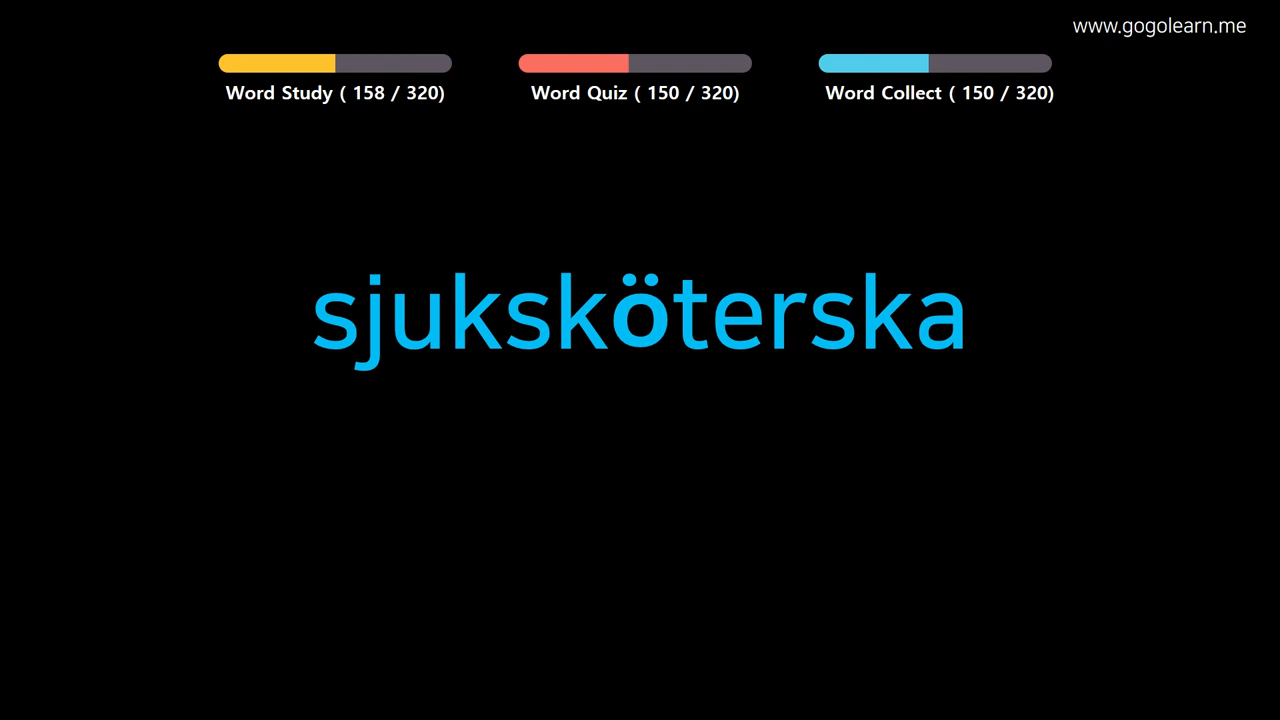 www.gogolearn.me
Word Study ( 158 / 320)
Word Quiz ( 150 / 320)
Word Collect ( 150 / 320)
sjuksköterska